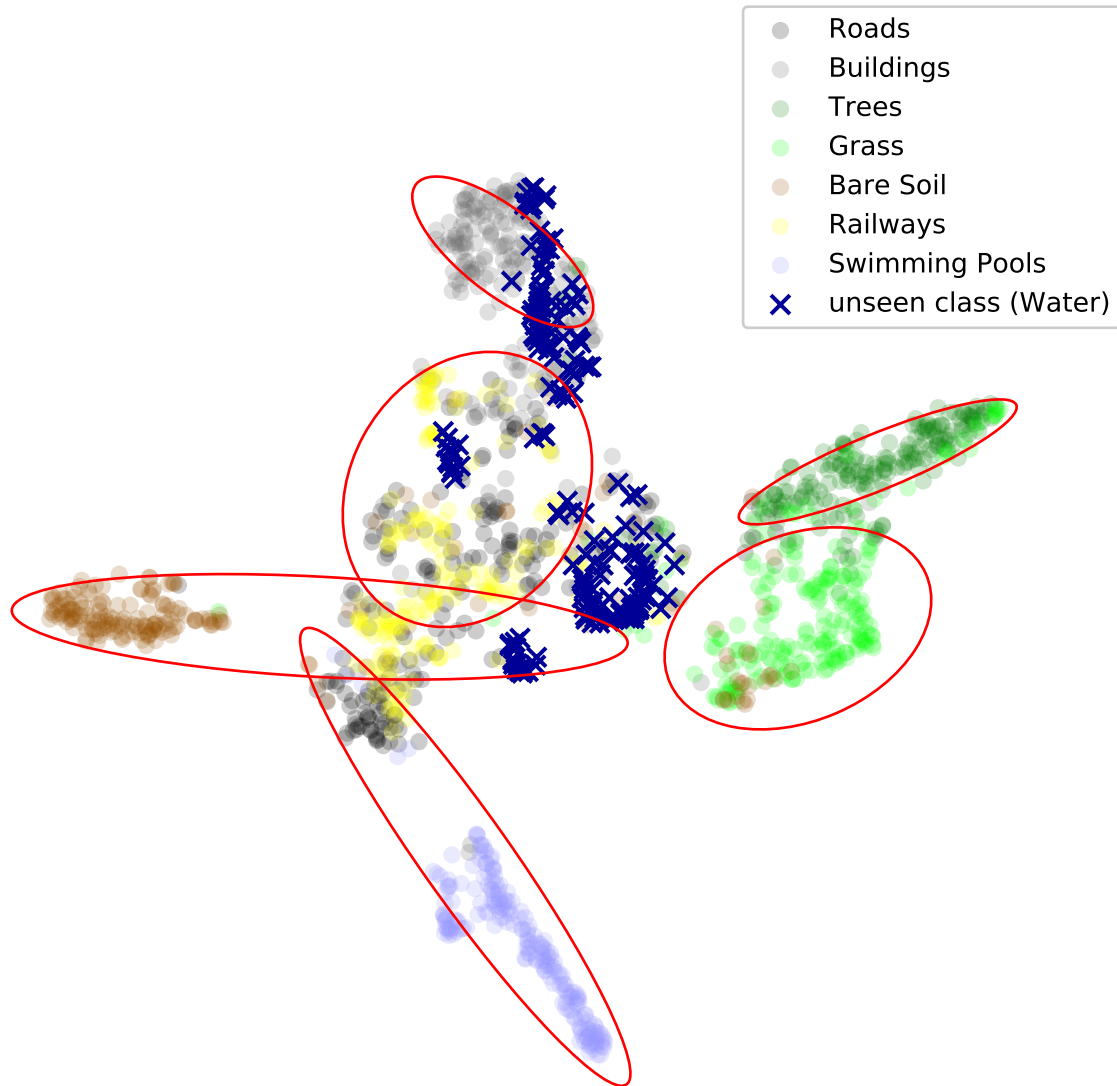 Roads
Buildings
Trees
Grass
Bare Soil
Railways
Swimming Pools
unseen class (Water)